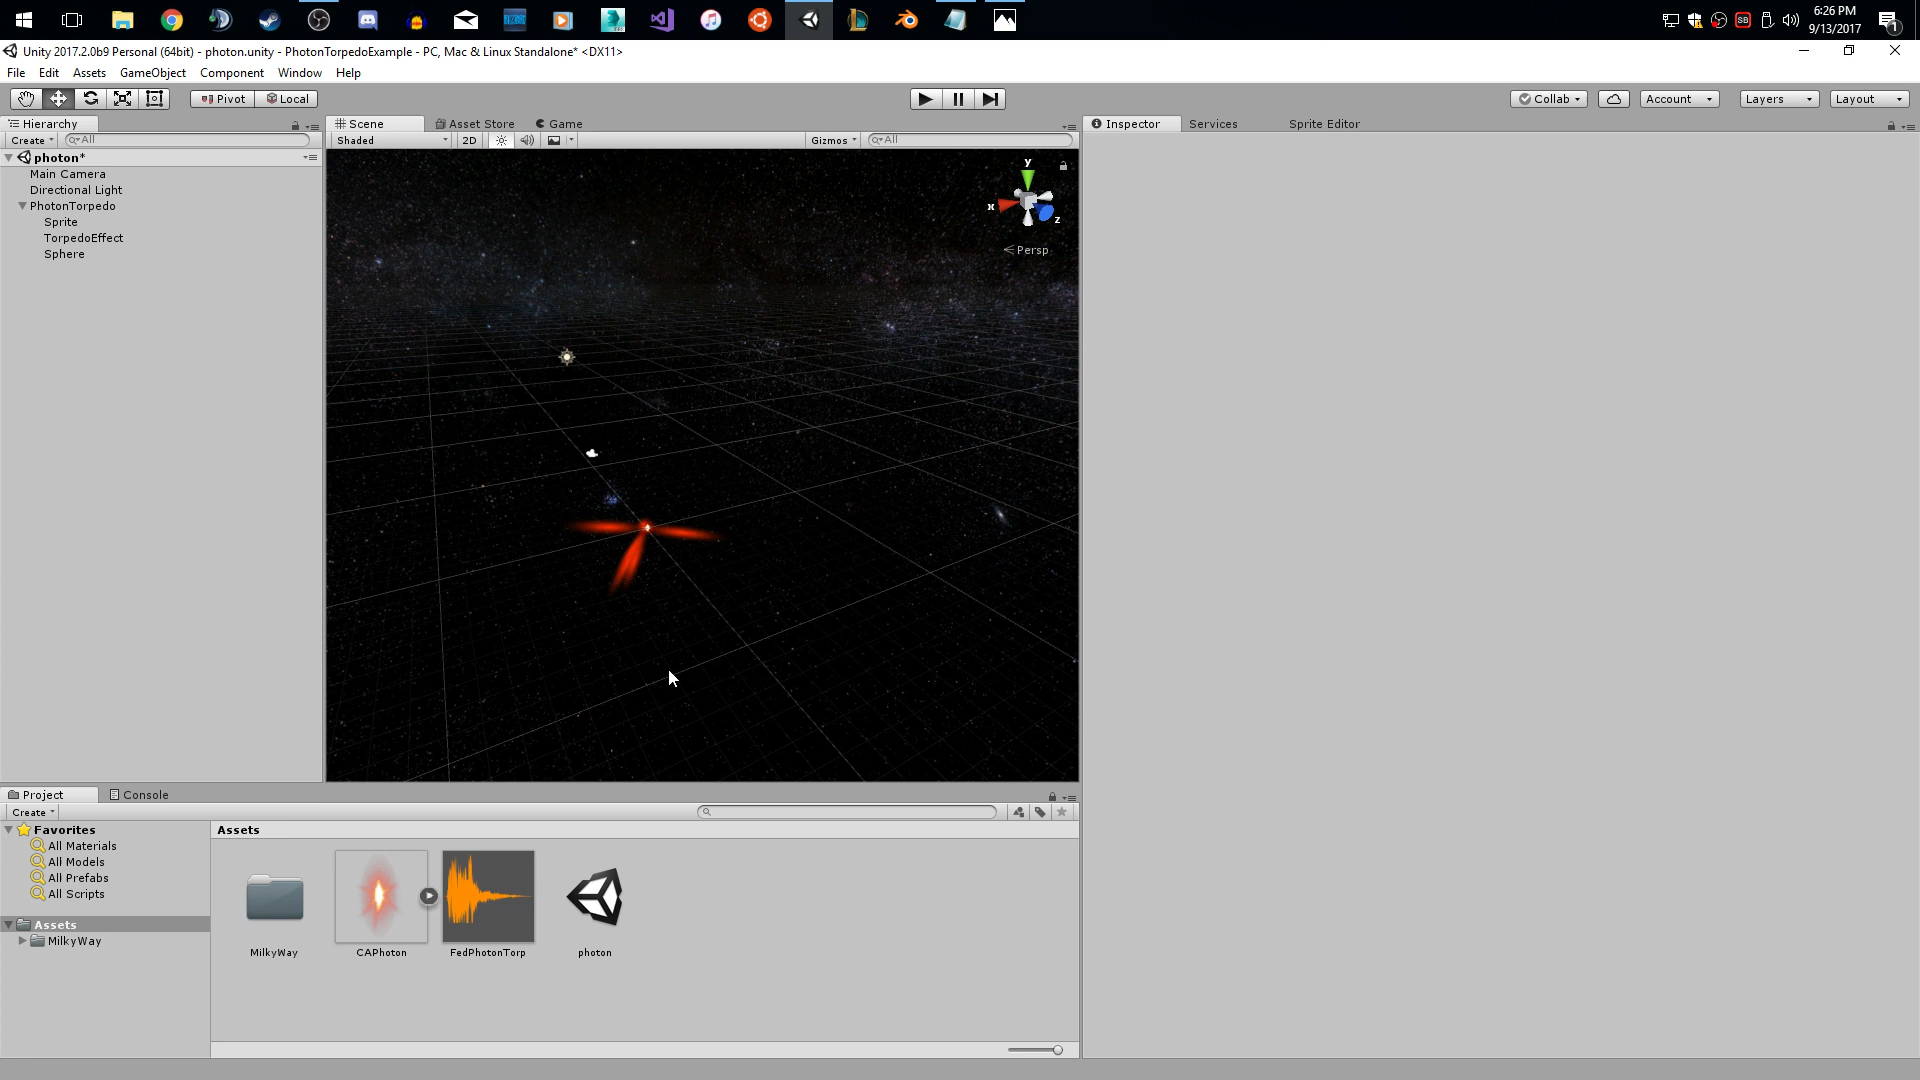 6:26 PM
9/13/2017
1
Unity 2017.2.0b9 Personal (64bit) - photon.unity - PhotonTorpedoExample - PC, Mac & Linux Standalone* <DX11>
File Edit Assets GameObject Component Window Help
Pivot Local Collab Account Layers Layout
Hierarchy Scene Asset Store Game Inspector Services Sprite Editor
Create All Shaded 2D Gizmos All
photon*
Main Camera
Directional Light
PhotonTorpedo
Sprite
TorpedoEffect
Sphere
y
x
z
Persp
Project Console
Create
Favorites
All Materials
All Models
All Prefabs
All Scripts
Assets
MilkyWay
Assets
MilkyWay CAPhoton FedPhotonTorp photon